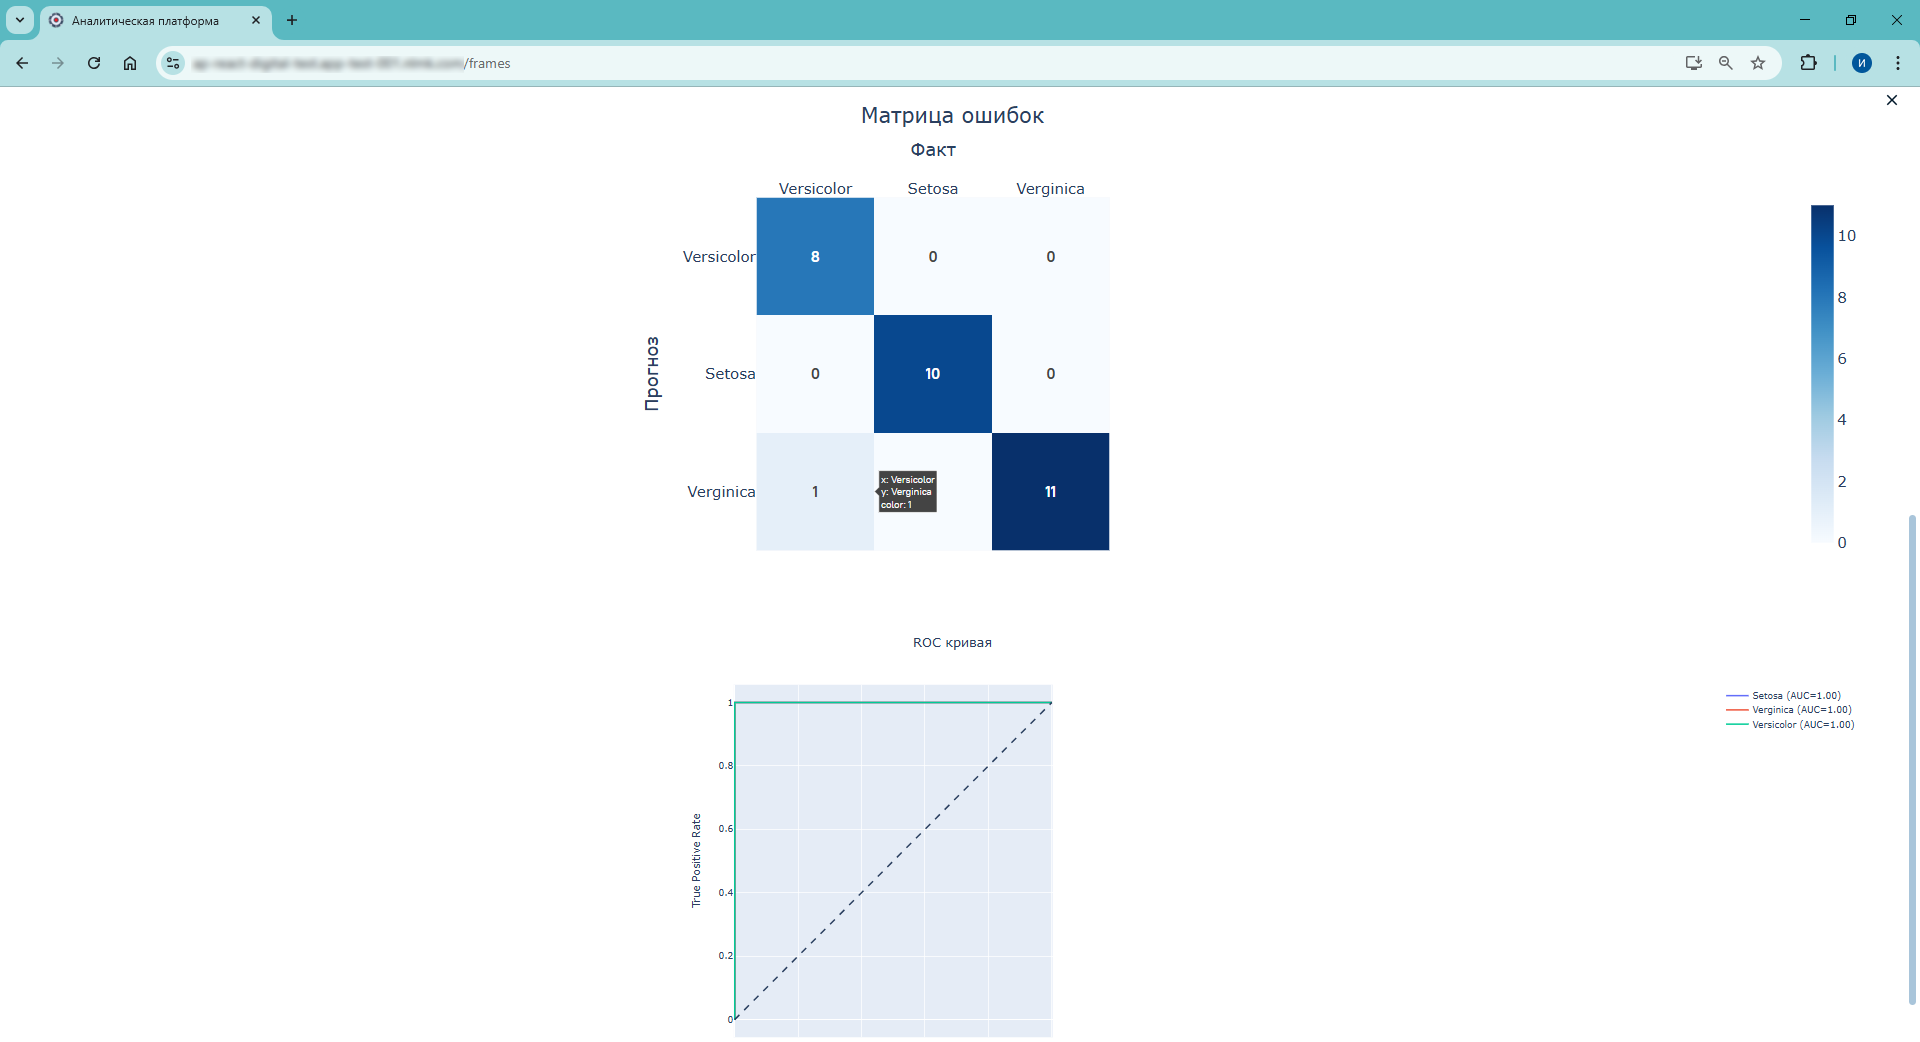 Аналитическая платформа
/frames
И
Матрица ошибок
Факт
Versicolor Setosa Verginica
Прогноз
Versicolor 8 0 0
Setosa 0 10 0
Verginica 1 11
x: Versicolor
y: Verginica
color: 1
10
8
6
4
2
0
ROC кривая
Setosa (AUC=1.00)
Verginica (AUC=1.00)
Versicolor (AUC=1.00)
True Positive Rate
1
0.8
0.6
0.4
0.2
0